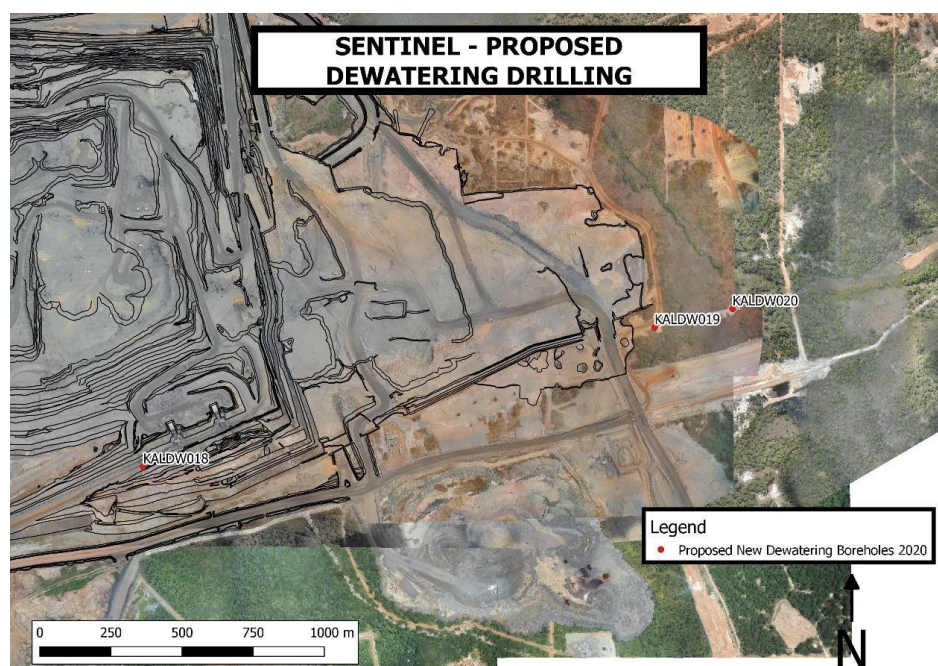 SENTINEL - PROPOSED
DEWATERING DRILLING
KALDW020
KALDW019
KALDW018
Legend
Proposed New Dewatering Boreholes 2020
0 250 500 750 1000 m
N